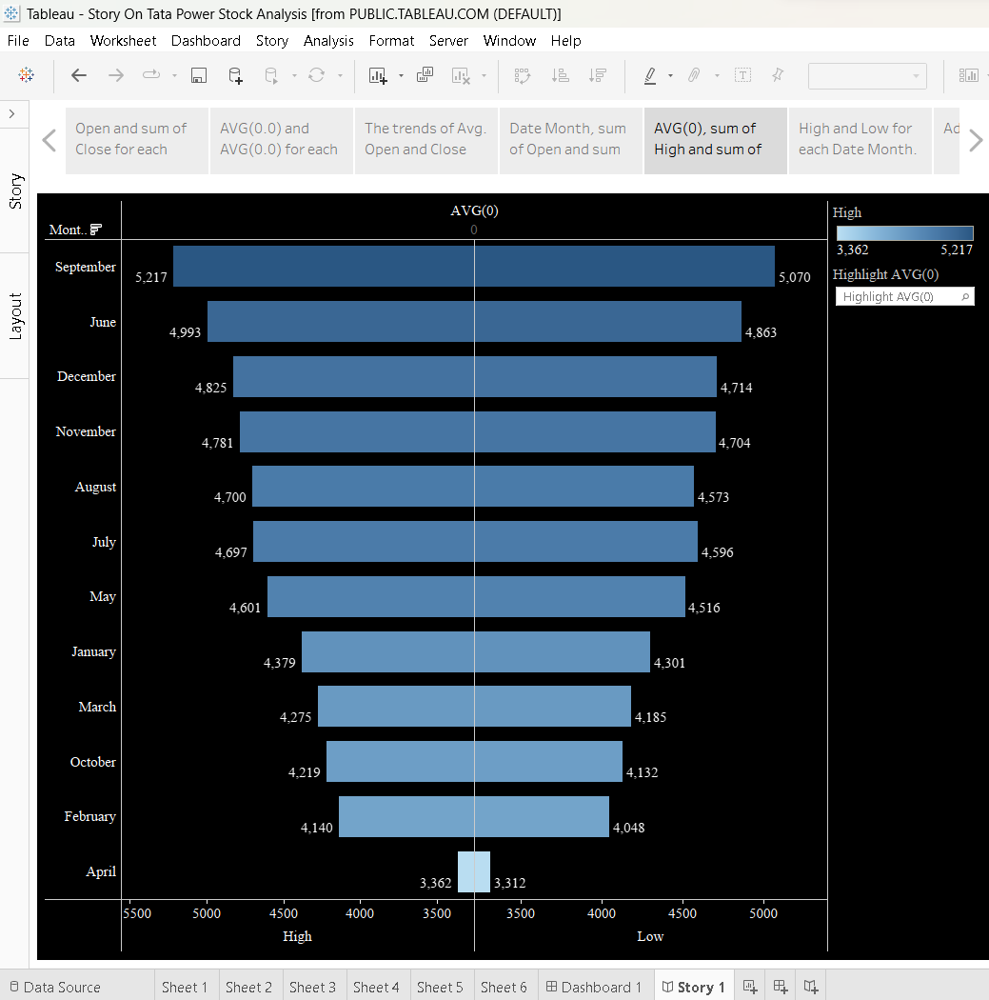 Tableau - Story On Tata Power Stock Analysis [from PUBLIC.TABLEAU.COM (DEFAULT)]
File Data Worksheet Dashboard Story Analysis Format Server Window Help
Story
Layout
Open and sum of
Close for each
AVG(0.0) and
AVG(0.0) for each
The trends of Avg.
Open and Close
Date Month, sum
of Open and sum
AVG(0), sum of
High and sum of
High and Low for
each Date Month.
Ad
AVG(0)
0
Mont..
September 5,217 5,070
June 4,993 4,863
December 4,825 4,714
November 4,781 4,704
August 4,700 4,573
July 4,697 4,596
May 4,601 4,516
January 4,379 4,301
March 4,275 4,185
October 4,219 4,132
February 4,140 4,048
April 3,362 3,312
5500 5000 4500 4000 3500 3500 4000 4500 5000
High Low
High
3,362 5,217
Highlight AVG(0)
Highlight AVG(0)
Data Source Sheet 1 Sheet 2 Sheet 3 Sheet 4 Sheet 5 Sheet 6 Dashboard 1 Story 1